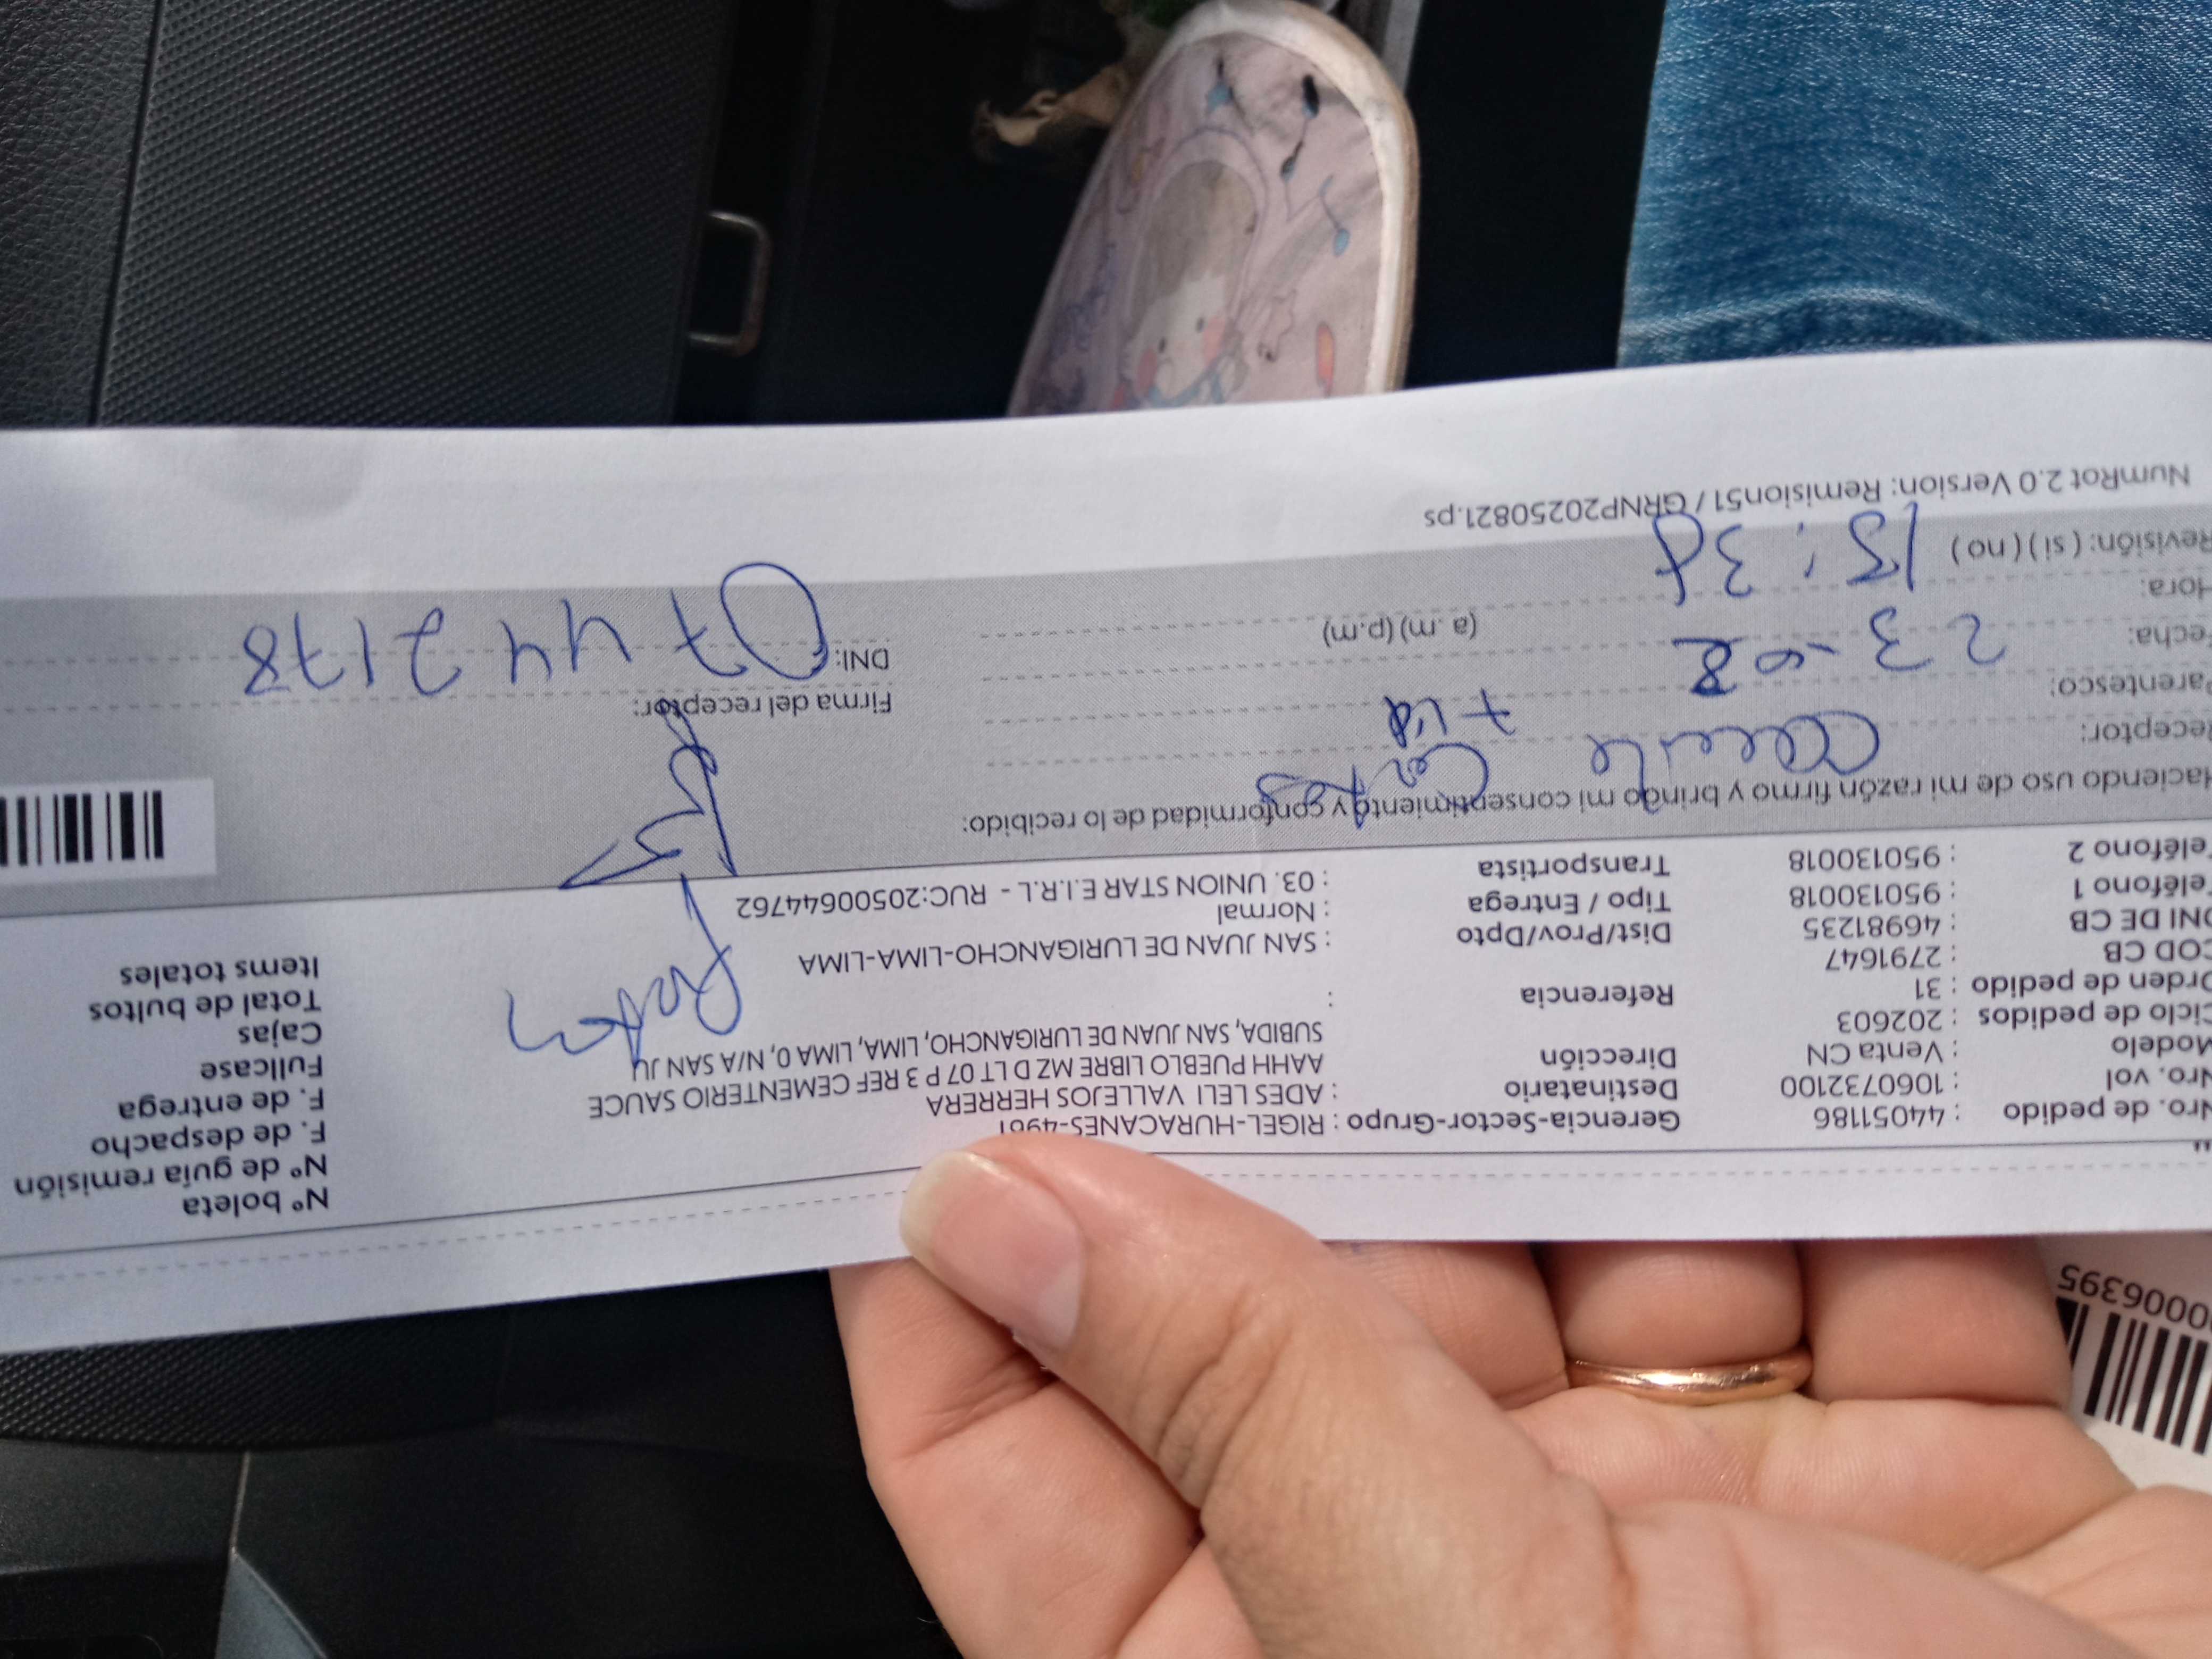 Nº boleta
Nº de guía remisión
F. de despacho
F. de entrega
Fullcase
Cajas
Total de bultos
Items totales
Nro. de pedido : 44051186
Nro. vol : 1060732100
Modelo : Venta CN
Ciclo de pedidos : 202603
Orden de pedido : 31
COD CB : 2791647
DNI DE CB : 46981235
Teléfono 1 : 950130018
Teléfono 2 : 950130018
Gerencia-Sector-Grupo : RIGEL-HURACANES-4961
Destinatario : ADES LELI VALLEJOS HERRERA
Dirección AAHH PUEBLO LIBRE MZ D LT 07 P 3 REF CEMENTERIO SAUCE
SUBIDA, SAN JUAN DE LURIGANCHO, LIMA, LIMA 0, N/A SAN JU
Referencia :
Dist/Prov/Dpto : SAN JUAN DE LURIGANCHO-LIMA-LIMA
Tipo / Entrega : Normal
Transportista : 03. UNION STAR E.I.R.L - RUC:20500644762
Haciendo uso de mi razón firmo y brindo mi consentimiento y conformidad de lo recibido:
Receptor:
Parentesco: tía
Fecha: 23-02
Hora: 15:38 (a. m) (p.m)
Revisión: ( si ) ( no )
Firma del receptor:
DNI: 07442178
NumRot 2.0 Version: Remision51 / GRNP20250821.ps
0006395